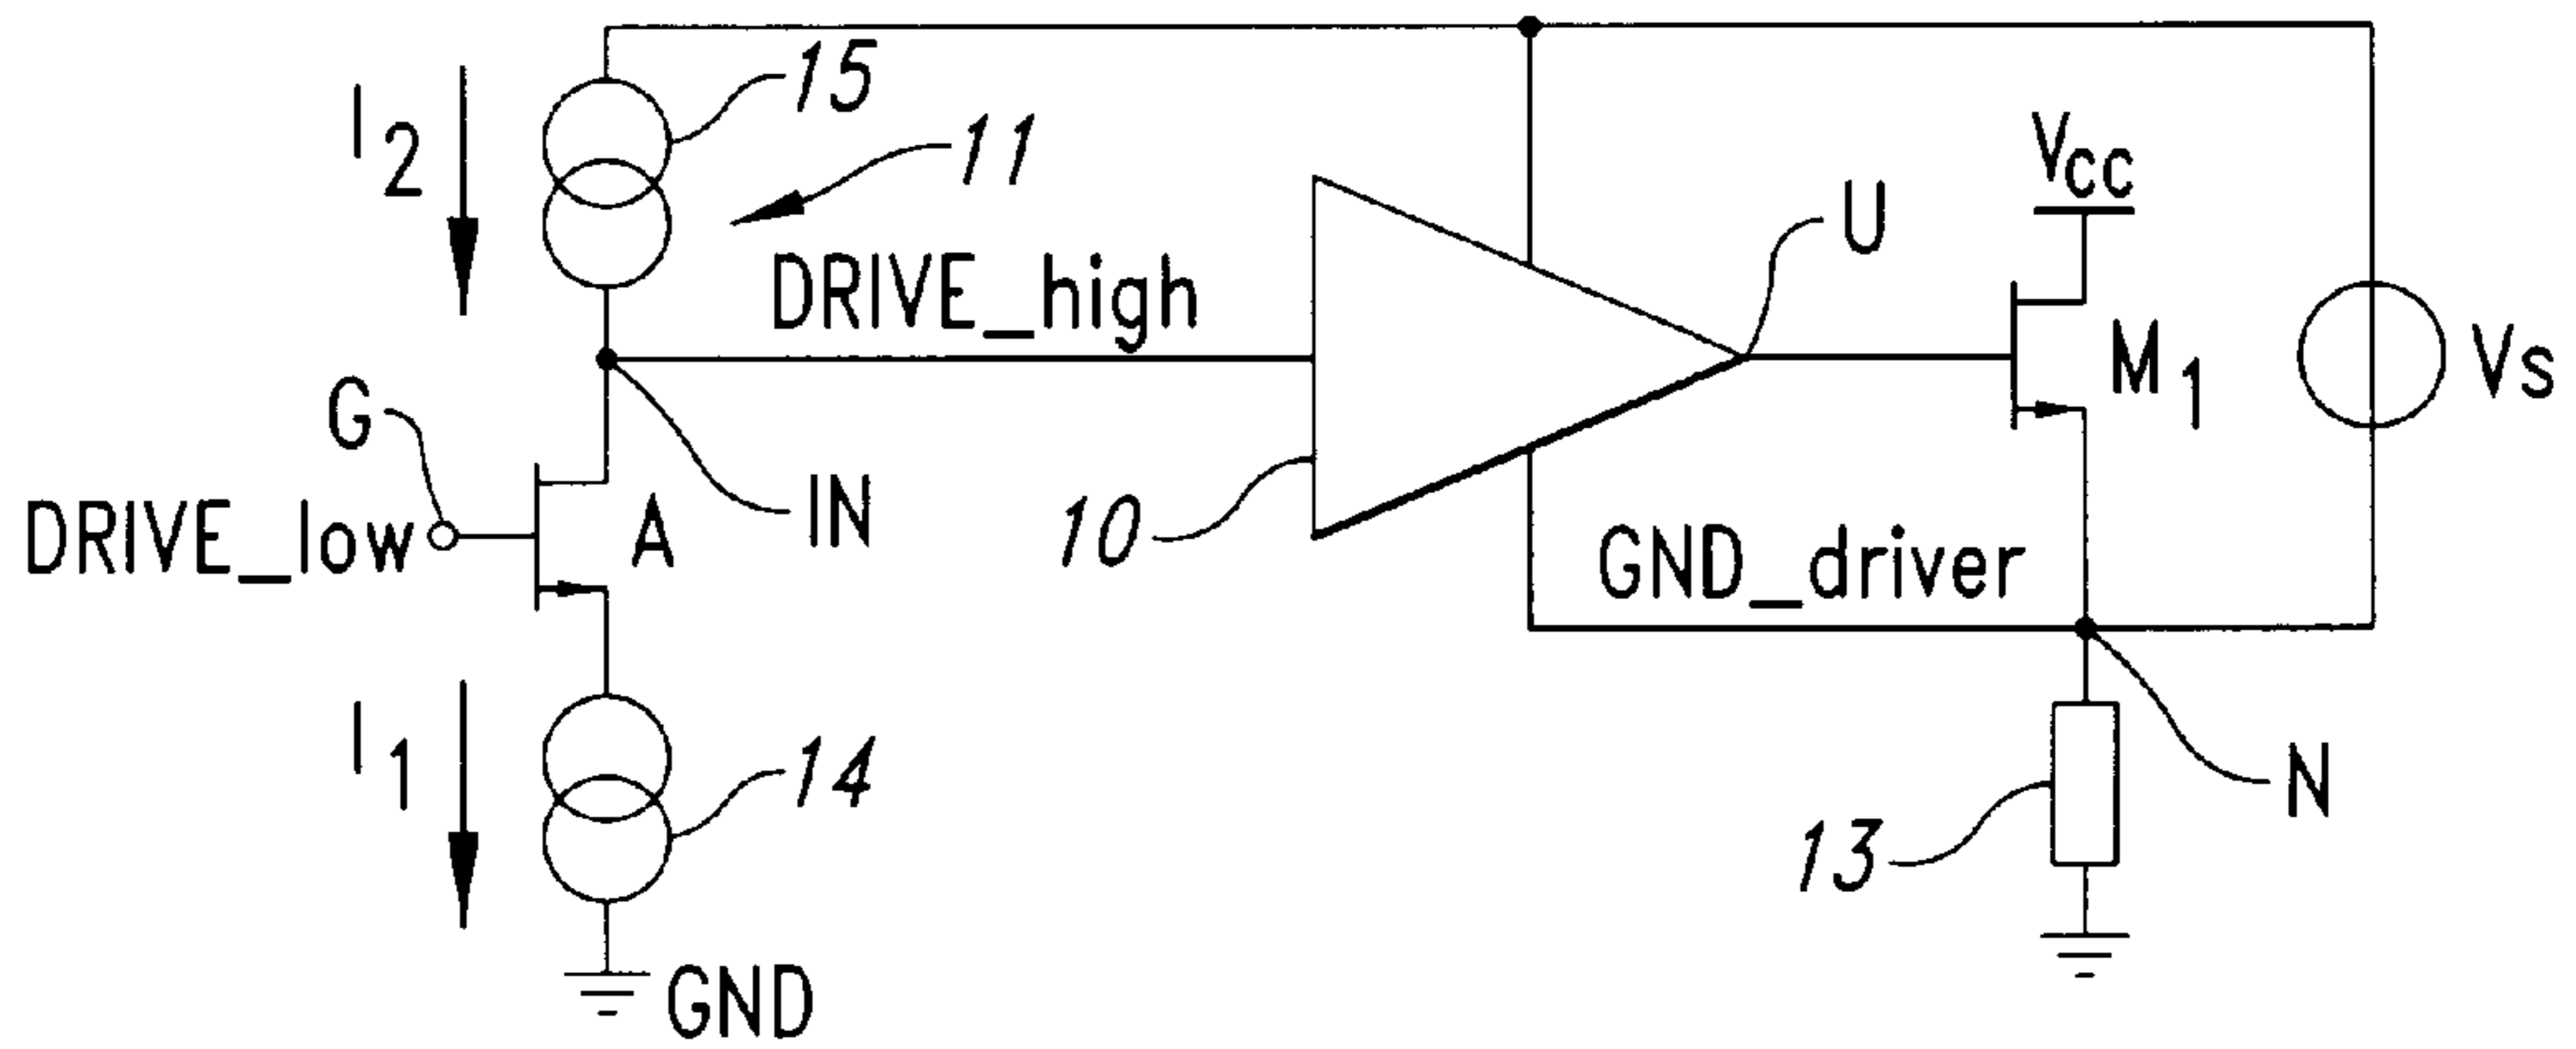 I2
15
11
VCC
U
DRIVE_high
M1
Vs
G
IN
DRIVE_low
A
10
GND_driver
I1
14
N
13
GND